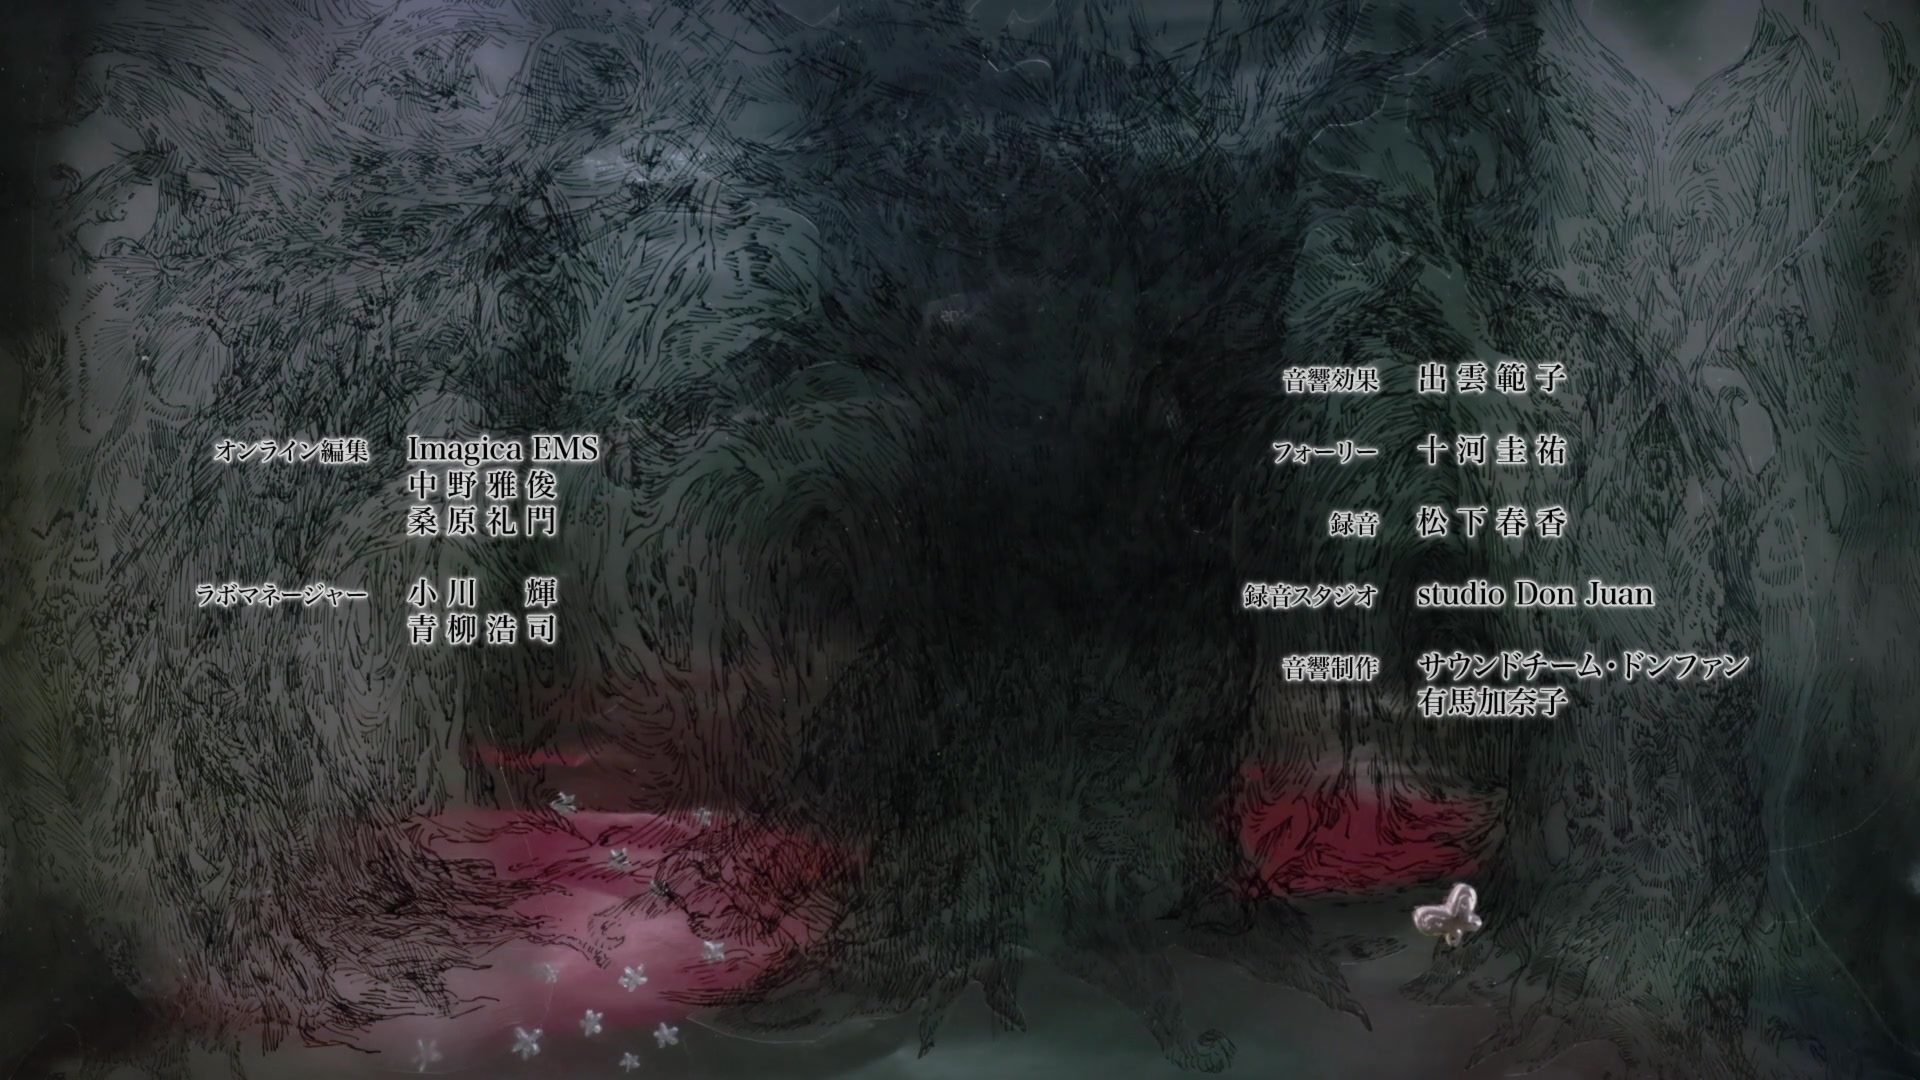 オンライン編集 Imagica EMS
中野雅俊
桑原礼門
ラボマネージャー 小川 輝
青柳浩司
音響効果 出雲範子
フォーリー 十河圭祐
録音 松下春香
録音スタジオ studio Don Juan
音響制作 サウンドチーム・ドンファン
有馬加奈子